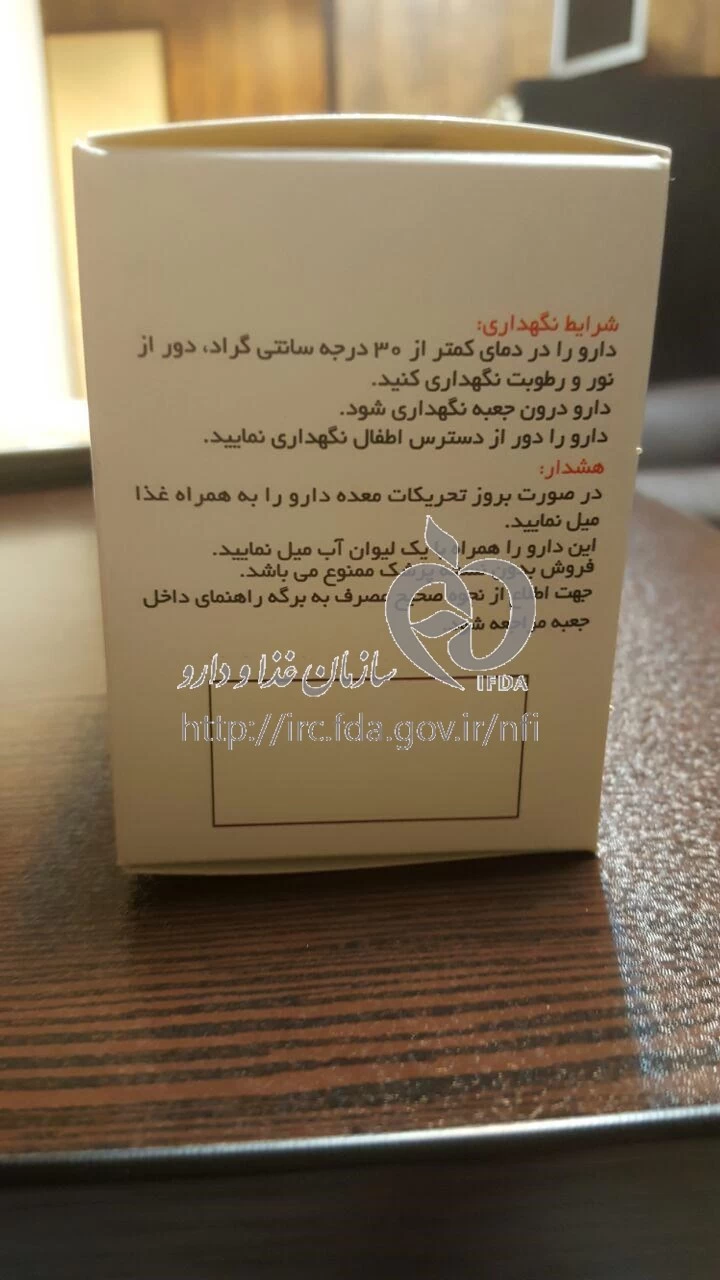 شرایط نگهداری:
دارو را در دمای کمتر از ۳۰ درجه سانتی گراد، دور از
نور و رطوبت نگهداری کنید.
دارو درون جعبه نگهداری شود.
دارو را دور از دسترس اطفال نگهداری نمایید.
هشدار:
در صورت بروز تحریکات معده دارو را به همراه غذا
میل نمایید.
این دارو را همراه با یک لیوان آب میل نمایید.
فروش بدون نسخه پزشک ممنوع می باشد.
جهت اطلاع از نحوه صحیح مصرف به برگه راهنمای داخل
جعبه مراجعه شود.
سازمان غذا و دارو
IFDA
http://irc.fda.gov.ir/nfi